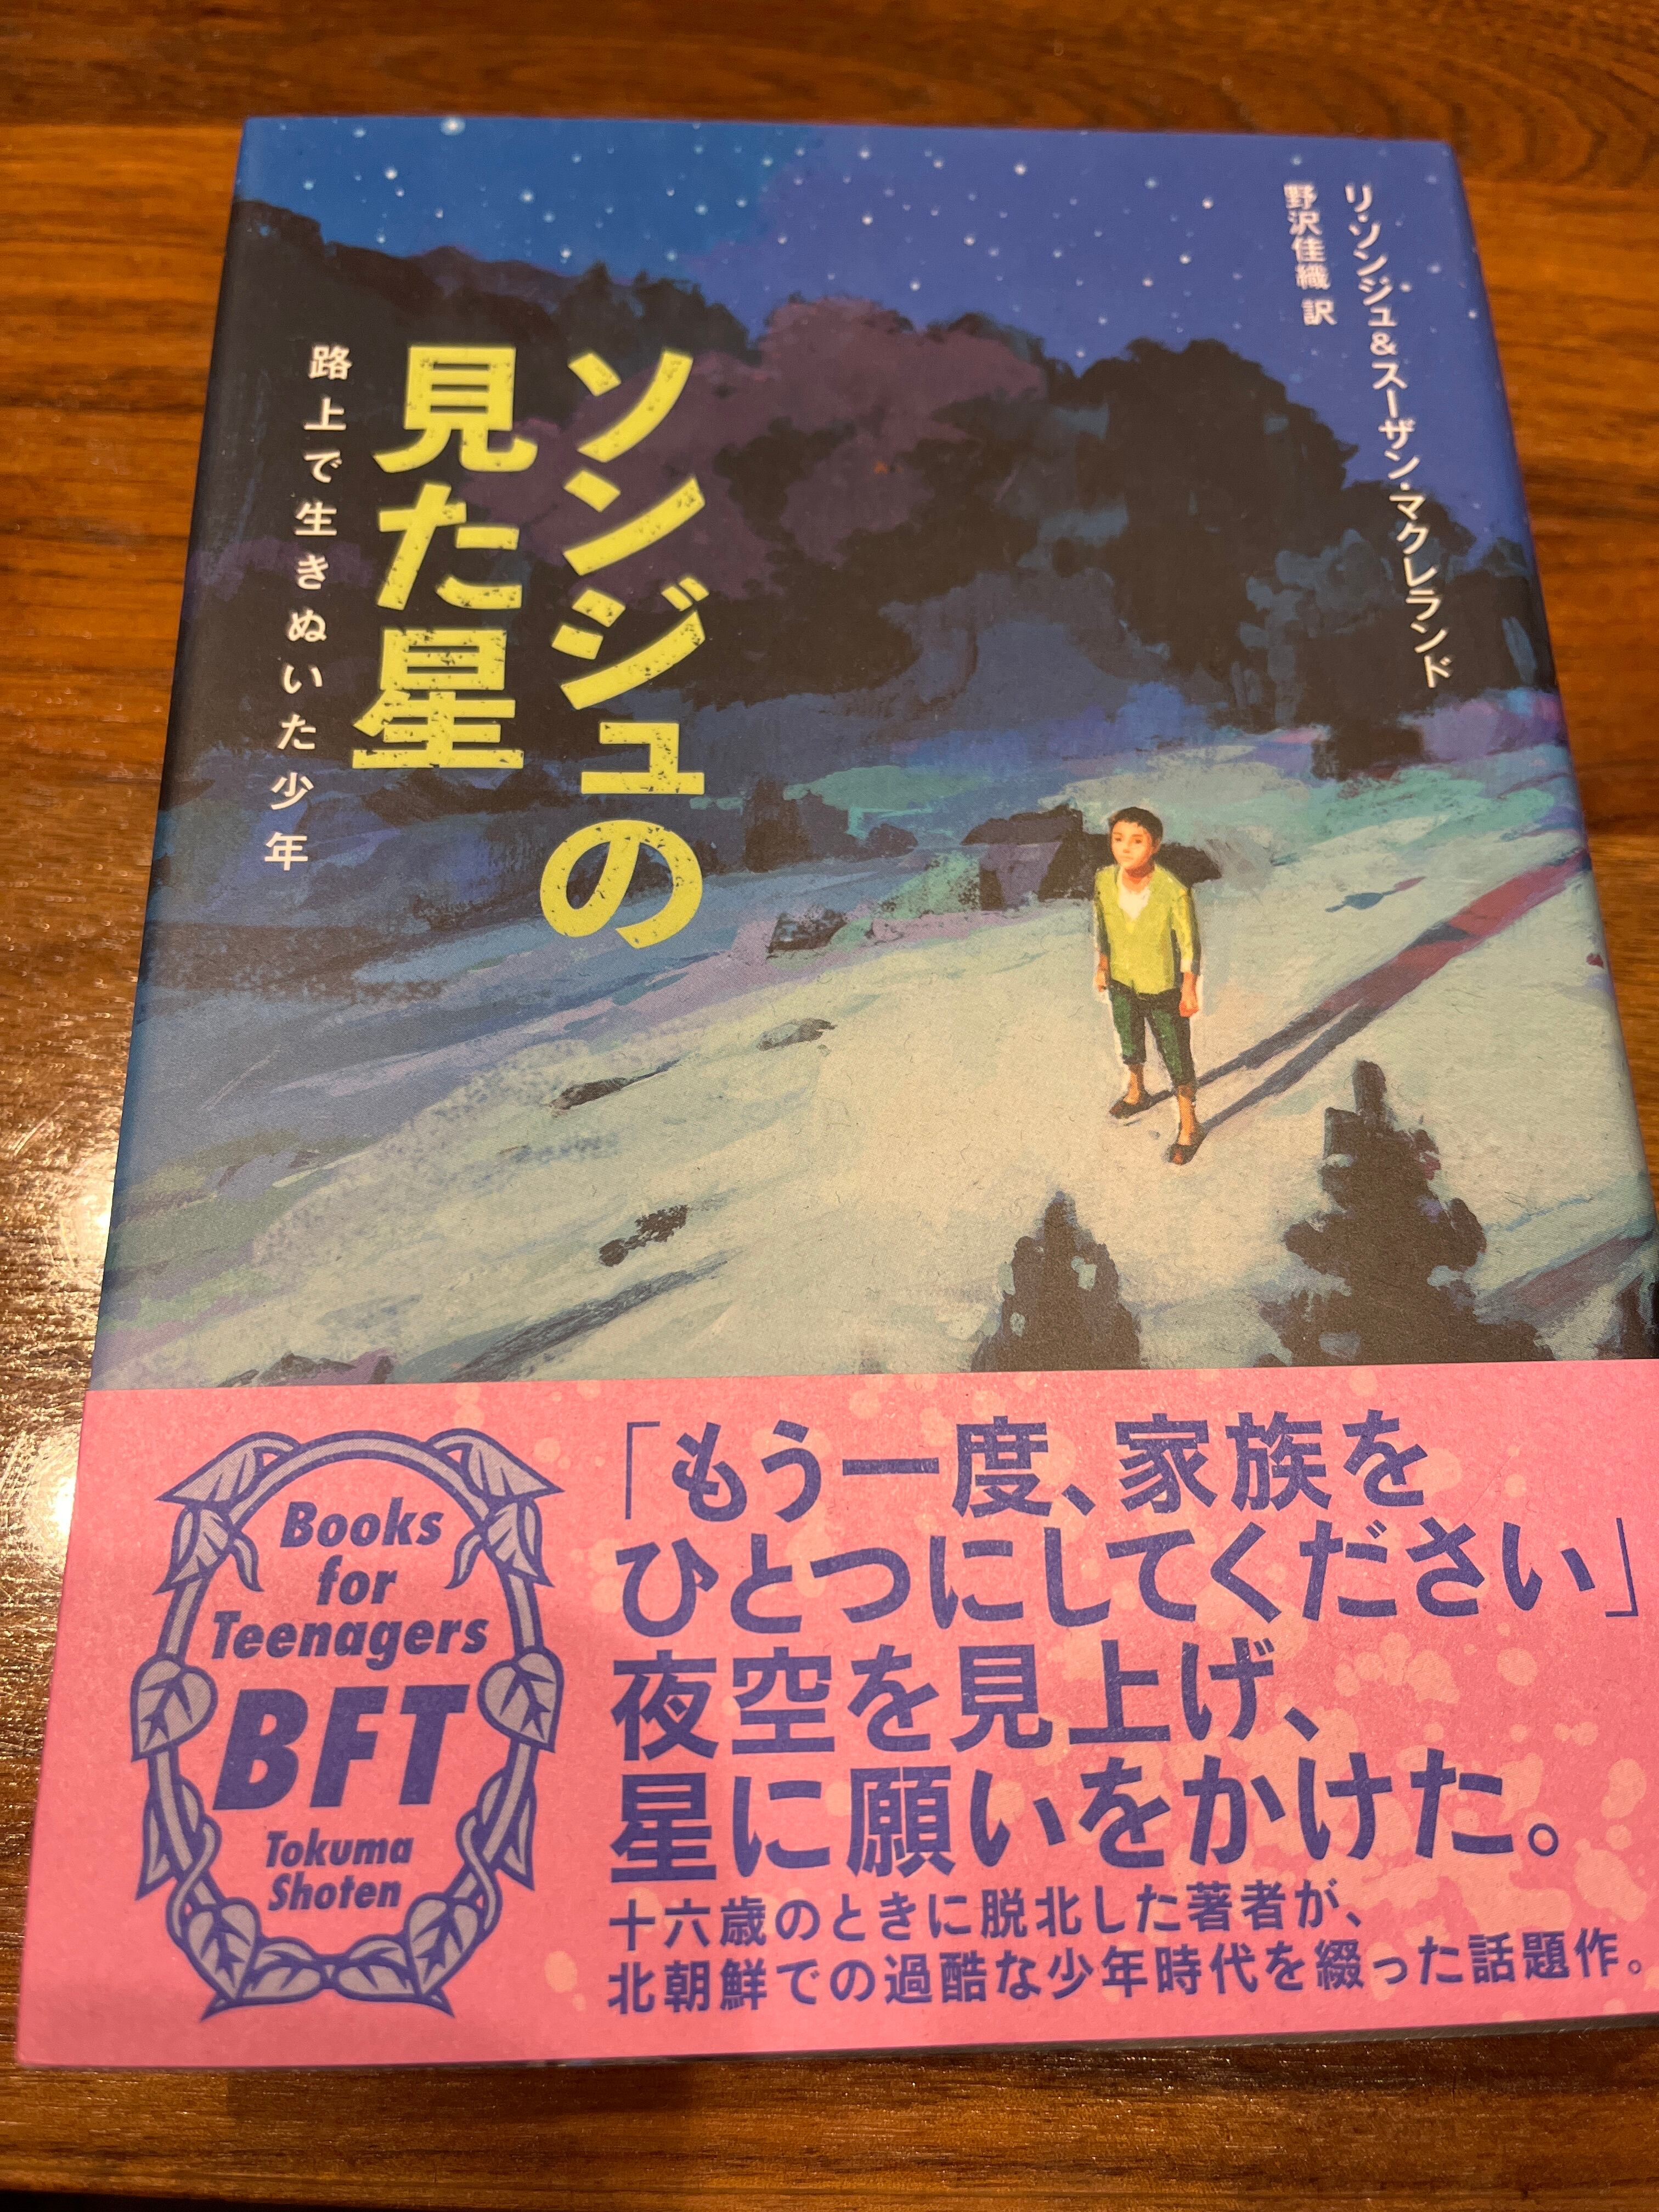 リ・ソンジュ&スーザン・マクレランド
野沢佳織 訳
ソンジュの
見た星
路上で生きぬいた少年
「もう一度、家族を
ひとつにしてください」
夜空を見上げ、
星に願いをかけた。
十六歳のときに脱北した著者が、
北朝鮮での過酷な少年時代を綴った話題作。
Books
for
Teenagers
BFT
Tokuma
Shoten